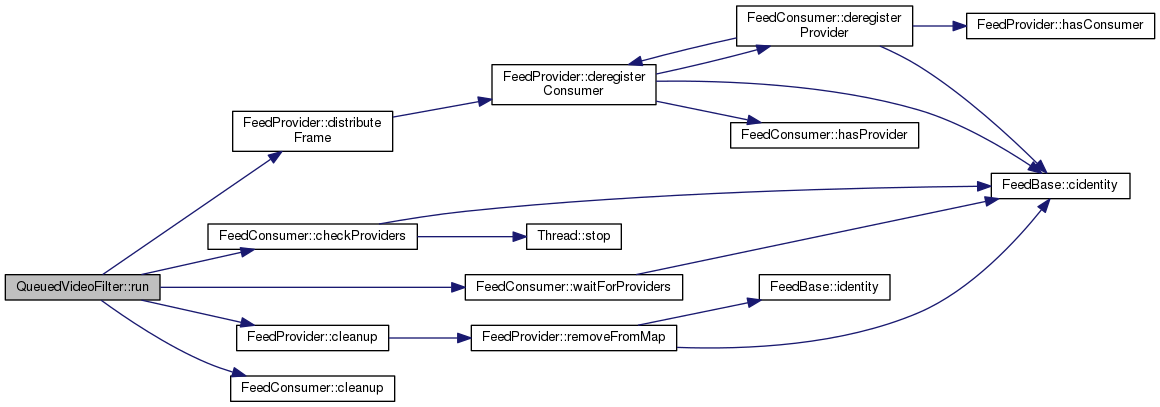 FeedConsumer::deregister
Provider
FeedProvider::hasConsumer
FeedProvider::deregister
Consumer
FeedProvider::distribute
Frame
FeedConsumer::hasProvider
FeedBase::cidentity
FeedConsumer::checkProviders
Thread::stop
QueuedVideoFilter::run
FeedConsumer::waitForProviders
FeedBase::identity
FeedProvider::cleanup
FeedProvider::removeFromMap
FeedConsumer::cleanup